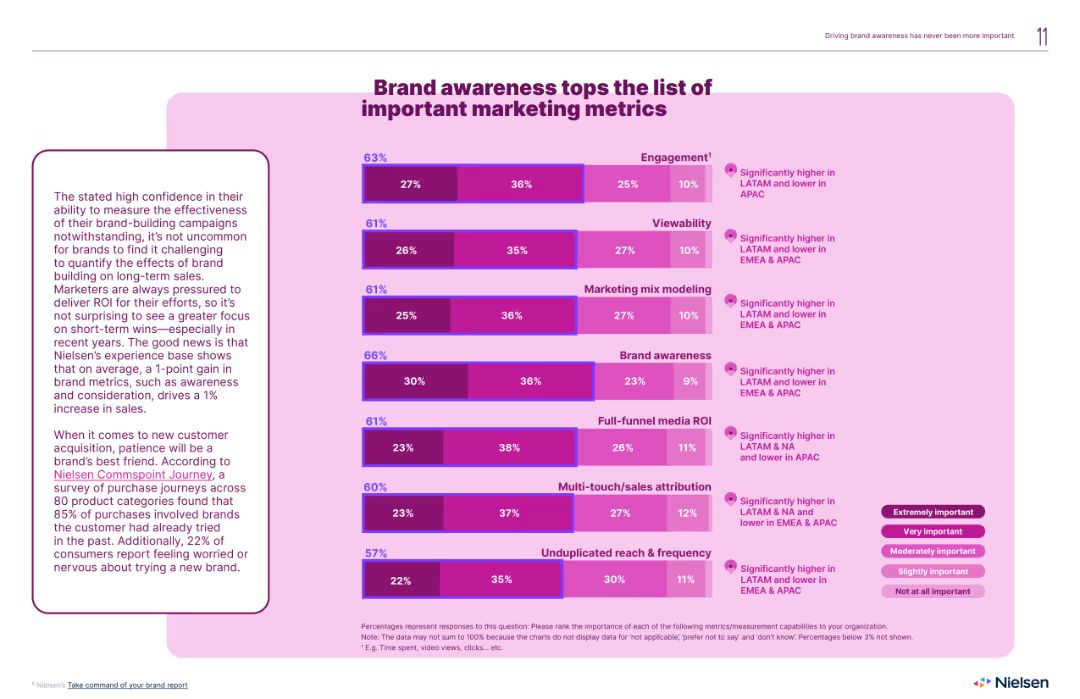 Driving brand awareness has never been more important
11
Brand awareness tops the list of
important marketing metrics
The stated high confidence in their
ability to measure the effectiveness
of their brand-building campaigns
notwithstanding, it's not uncommon
for brands to find it challenging
to quantify the effects of brand
building on long-term sales.
Marketers are always pressured to
deliver ROI for their efforts, so it's
not surprising to see a greater focus
on short-term wins—especially in
recent years. The good news is that
Nielsen's experience base shows
that on average, a 1-point gain in
brand metrics, such as awareness
and consideration, drives a 1%
increase in sales.
When it comes to new customer
acquisition, patience will be a
brand's best friend. According to
Nielsen Commspoint Journey, a
survey of purchase journeys across
80 product categories found that
85% of purchases involved brands
the customer had already tried
in the past. Additionally, 22% of
consumers report feeling worried or
nervous about trying a new brand.
63%
Engagement¹
27% 36% 25% 10%
Significantly higher in
LATAM and lower in
APAC
61%
Viewability
26% 35% 27% 10%
Significantly higher in
LATAM and lower in
EMEA & APAC
61%
Marketing mix modeling
25% 36% 27% 10%
Significantly higher in
LATAM and lower in
EMEA & APAC
66%
Brand awareness
30% 36% 23% 9%
Significantly higher in
LATAM and lower in
EMEA & APAC
61%
Full-funnel media ROI
23% 38% 26% 11%
Significantly higher in
LATAM & NA
and lower in APAC
60%
Multi-touch/sales attribution
23% 37% 27% 12%
Significantly higher in
LATAM & NA and
lower in EMEA & APAC
57%
Unduplicated reach & frequency
22% 35% 30% 11%
Significantly higher in
LATAM and lower in
EMEA & APAC
Extremely important
Very important
Moderately important
Slightly important
Not at all important
Percentages represent responses to this question: Please rank the importance of each of the following metrics/measurement capabilities to your organization.
Note: The data may not sum to 100% because the charts do not display data for 'not applicable', 'prefer not to say' and 'don't know'. Percentages below 3% not shown.
¹ E.g. Time spent, video views, clicks... etc.
Nielsen's Take command of your brand report
Nielsen